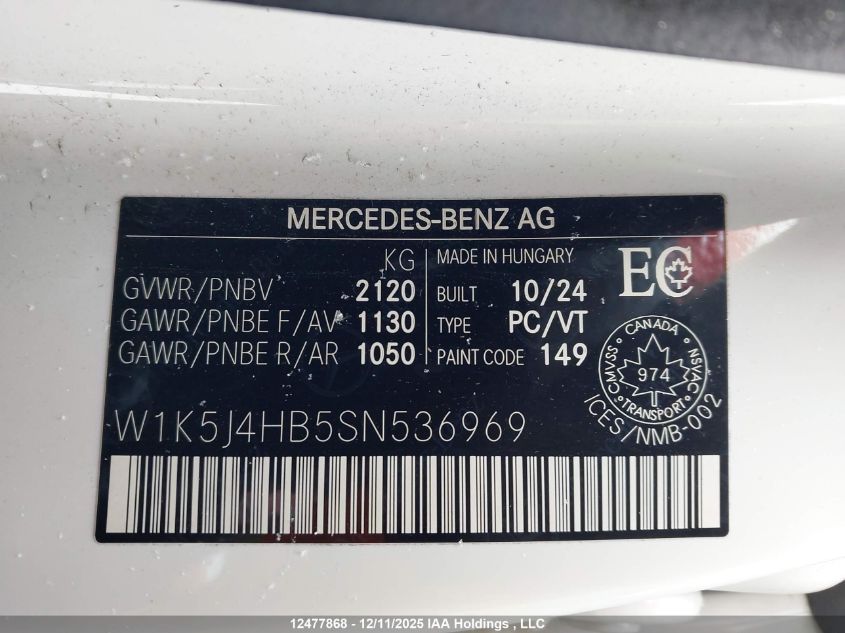 MERCEDES-BENZ AG
KG
GVWR/PNBV 2120
GAWR/PNBE F/AV 1130
GAWR/PNBE R/AR 1050
MADE IN HUNGARY
BUILT 10/24
TYPE PC/VT
PAINT CODE 149
EC
CANADA
CMVSS 974 NSVAC
TRANSPORT
ICES/NMB-002
W1K5J4HB5SN536969
12477868 - 12/11/2025 IAA Holdings , LLC